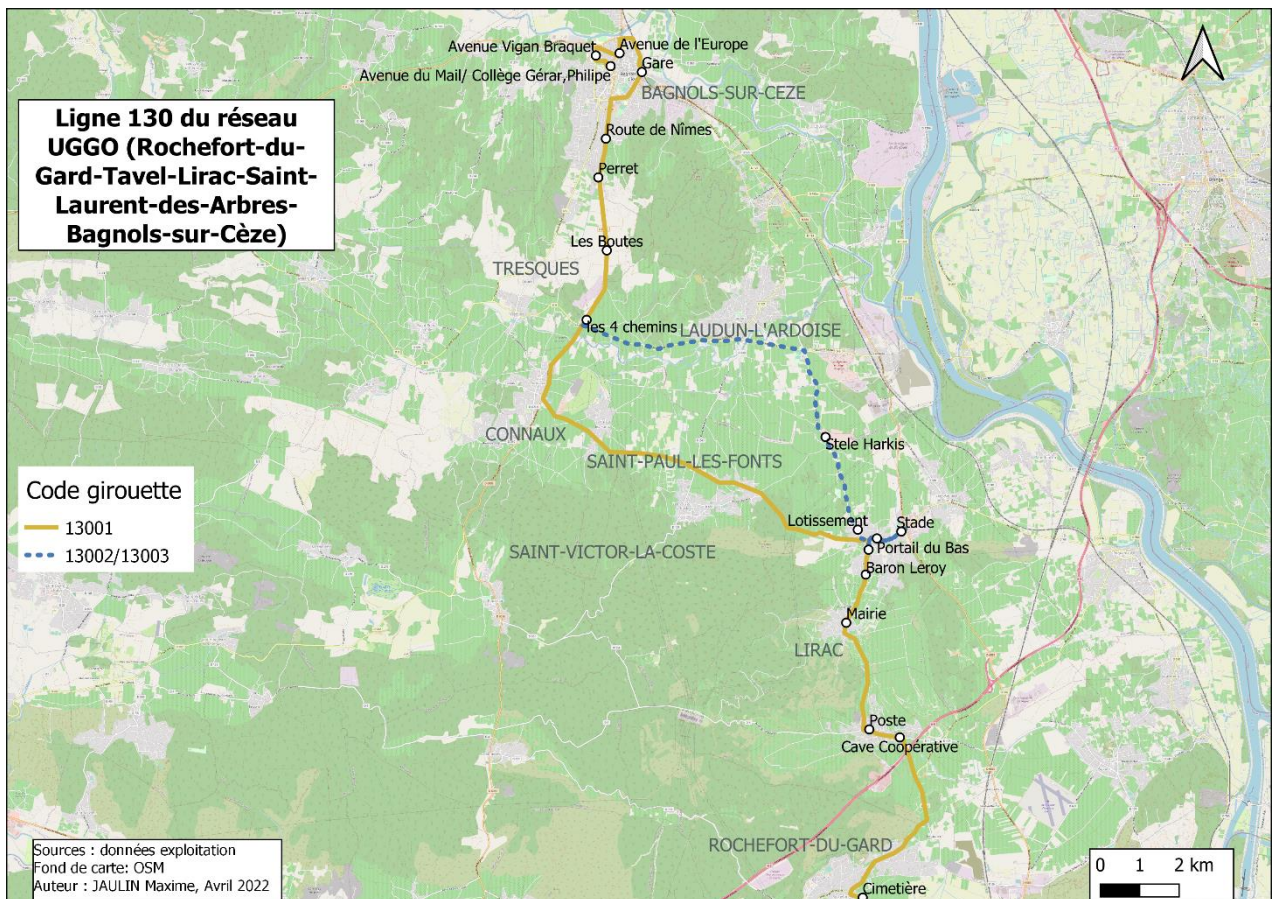 Avenue Vigan Braquet
Avenue de l'Europe
Avenue du Mail/ Collège Gérar,Philipe
Gare
BAGNOLS-SUR-CEZE
Ligne 130 du réseau
UGGO (Rochefort-du-
Gard-Tavel-Lirac-Saint-
Laurent-des-Arbres-
Bagnols-sur-Cèze)
Route de Nîmes
Perret
Les Boutes
TRESQUES
les 4 chemins
LAUDUN-L'ARDOISE
CONNAUX
Stele Harkis
SAINT-PAUL-LES-FONTS
Code girouette
13001
13002/13003
Lotissement
Stade
Portail du Bas
SAINT-VICTOR-LA-COSTE
Baron Leroy
Mairie
LIRAC
Poste
Cave Coopérative
ROCHEFORT-DU-GARD
Cimetière
Sources : données exploitation
Fond de carte: OSM
Auteur : JAULIN Maxime, Avril 2022
0 1 2 km